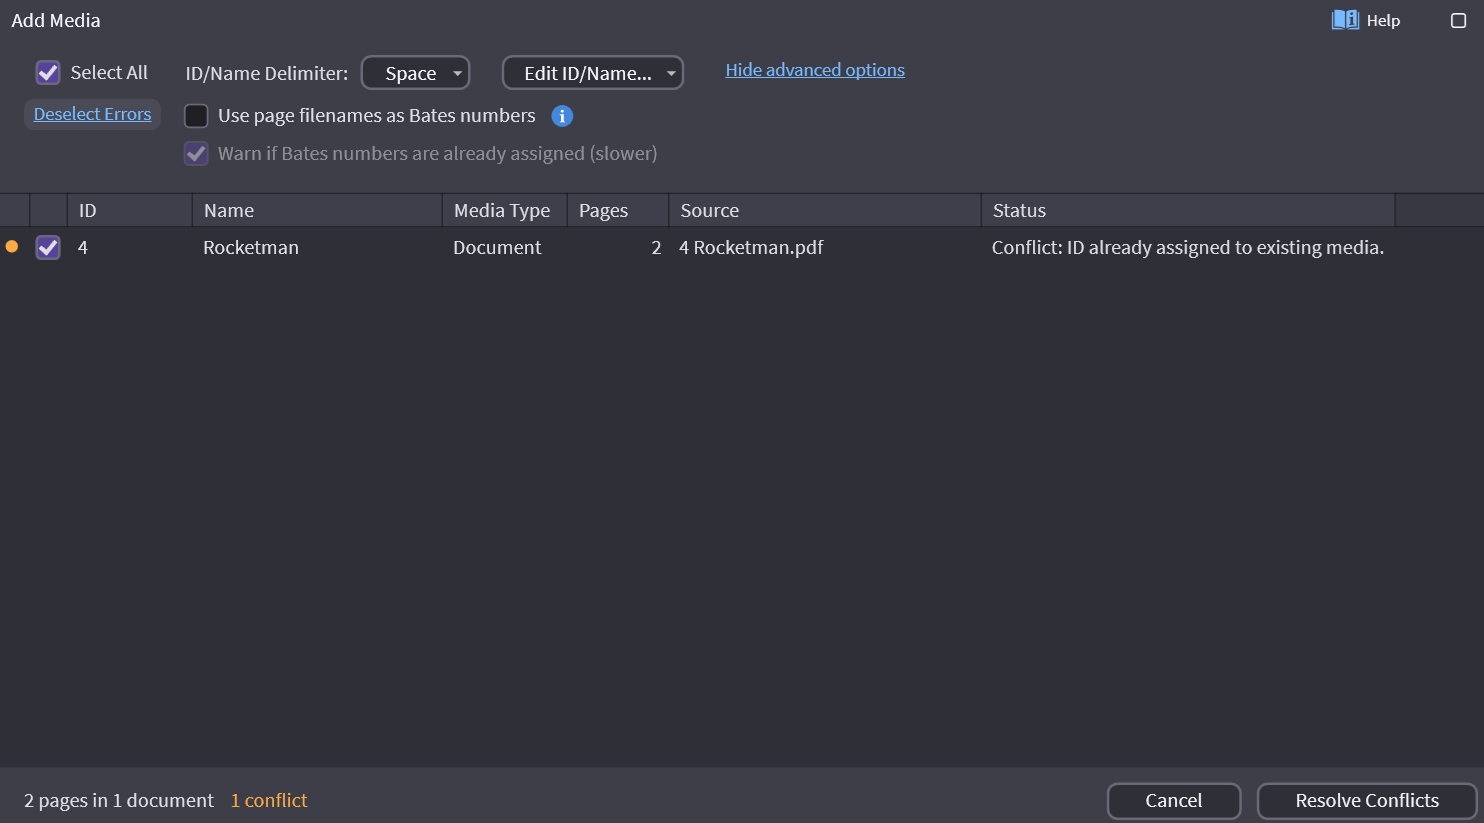 Add Media
Help
Select All
ID/Name Delimiter:
Space
Edit ID/Name...
Hide advanced options
Deselect Errors
Use page filenames as Bates numbers
Warn if Bates numbers are already assigned (slower)
ID Name Media Type Pages Source Status
4 Rocketman Document 2 4 Rocketman.pdf Conflict: ID already assigned to existing media.
2 pages in 1 document 1 conflict
Cancel
Resolve Conflicts